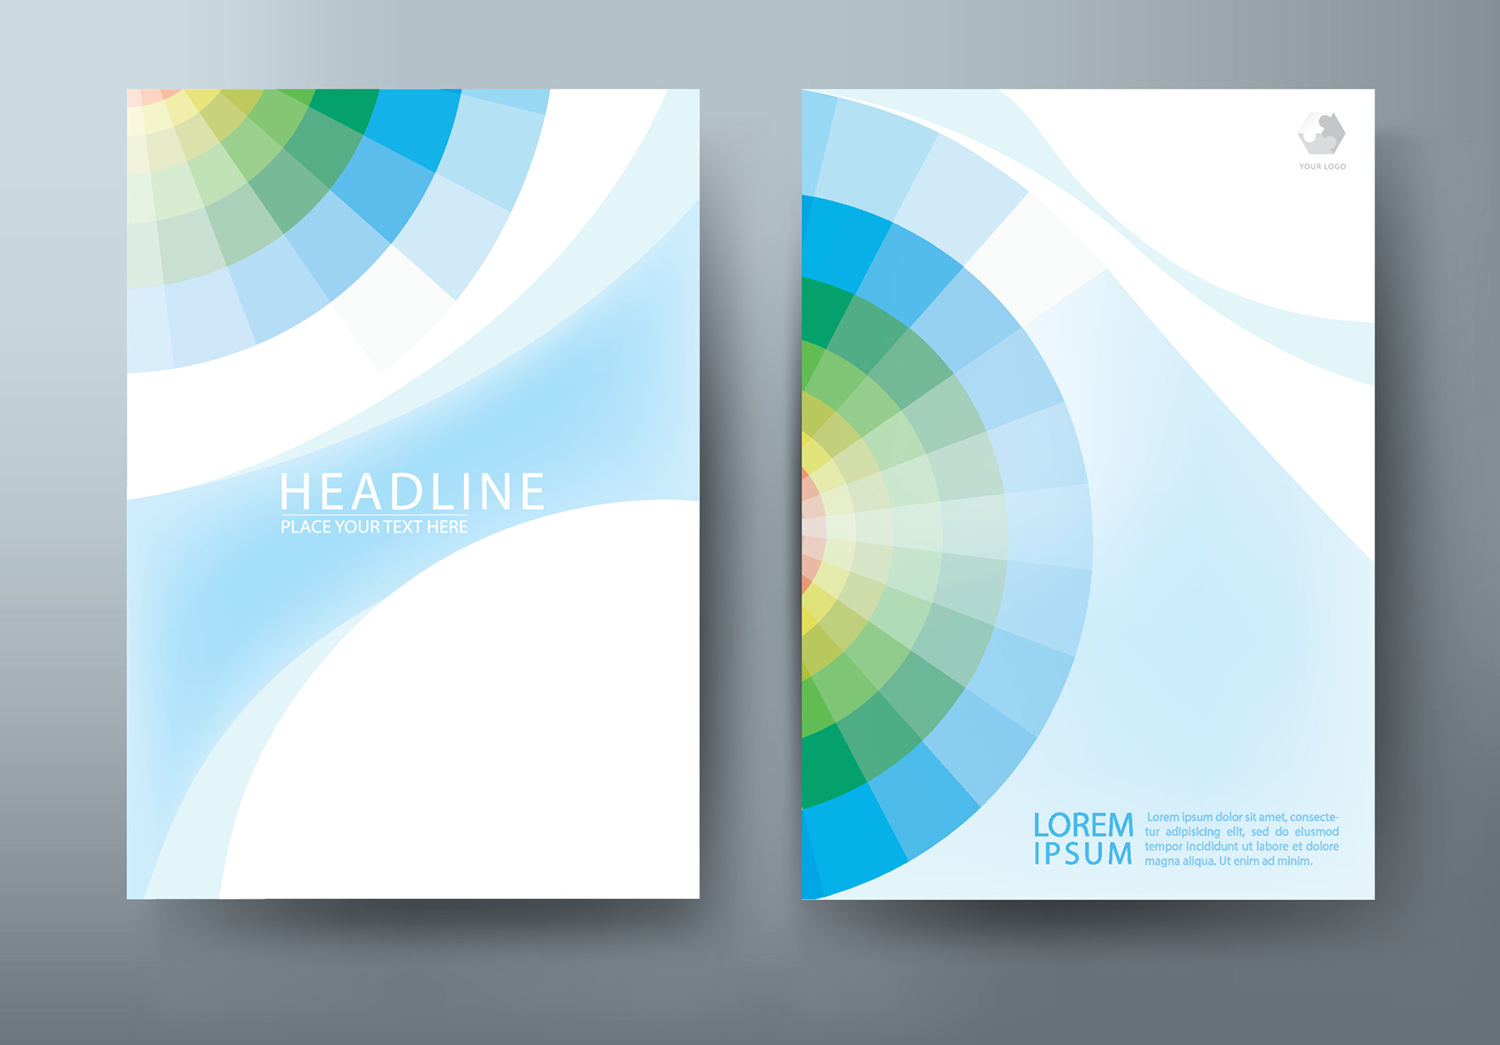 HEADLINE
PLACE YOUR TEXT HERE
YOUR LOGO
LOREM
IPSUM
Lorem ipsum dolor sit amet, consecte-
tur adipisicing elit, sed do eiusmod
tempor incididunt ut labore et dolore
magna aliqua. Ut enim ad minim.